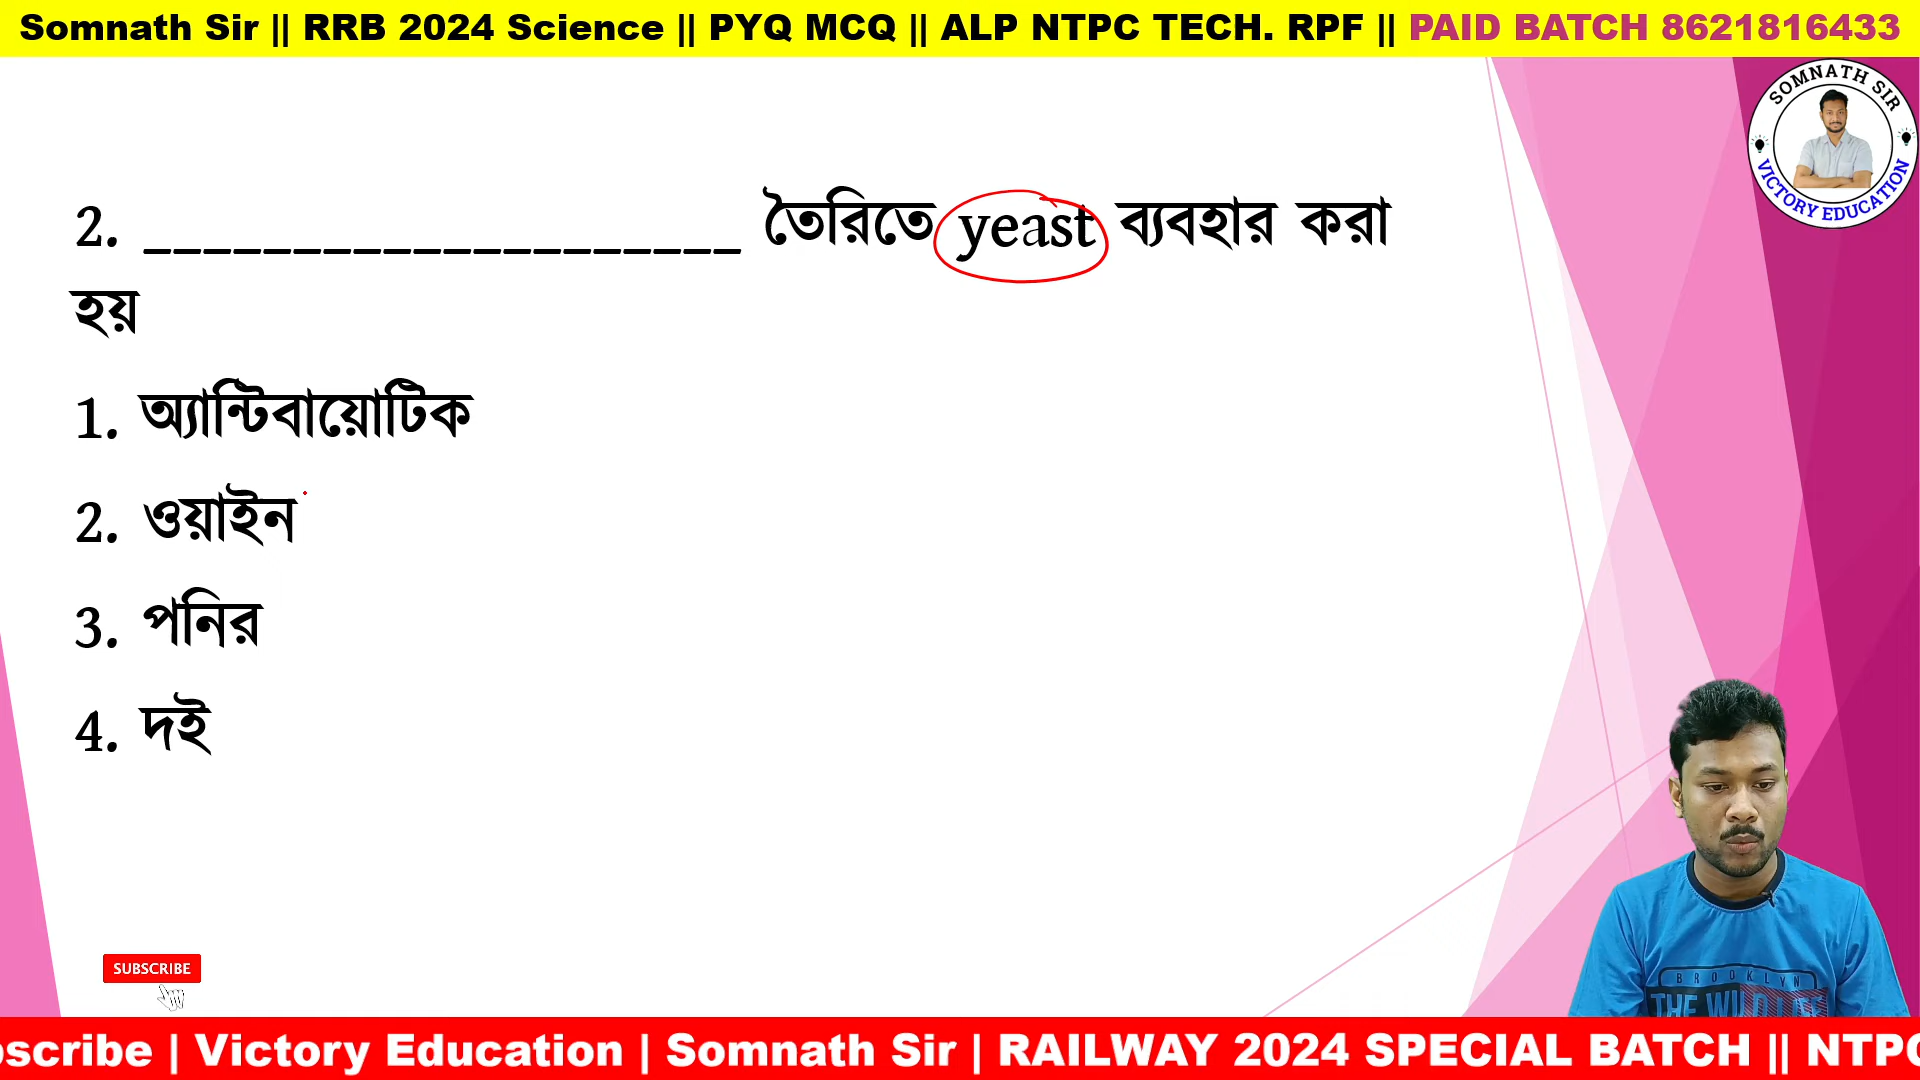 Somnath Sir || RRB 2024 Science || PYQ MCQ || ALP NTPC TECH. RPF || PAID BATCH 8621816433
SOMNATH SIR
VICTORY EDUCATION
2. ____________________ তৈরিতে yeast ব্যবহার করা
হয়
1. অ্যান্টিবায়োটিক
2. ওয়াইন
3. পনির
4. দই
SUBSCRIBE
BROOKLYN
THE WILD LIFE
scribe | Victory Education | Somnath Sir | RAILWAY 2024 SPECIAL BATCH || NTPC